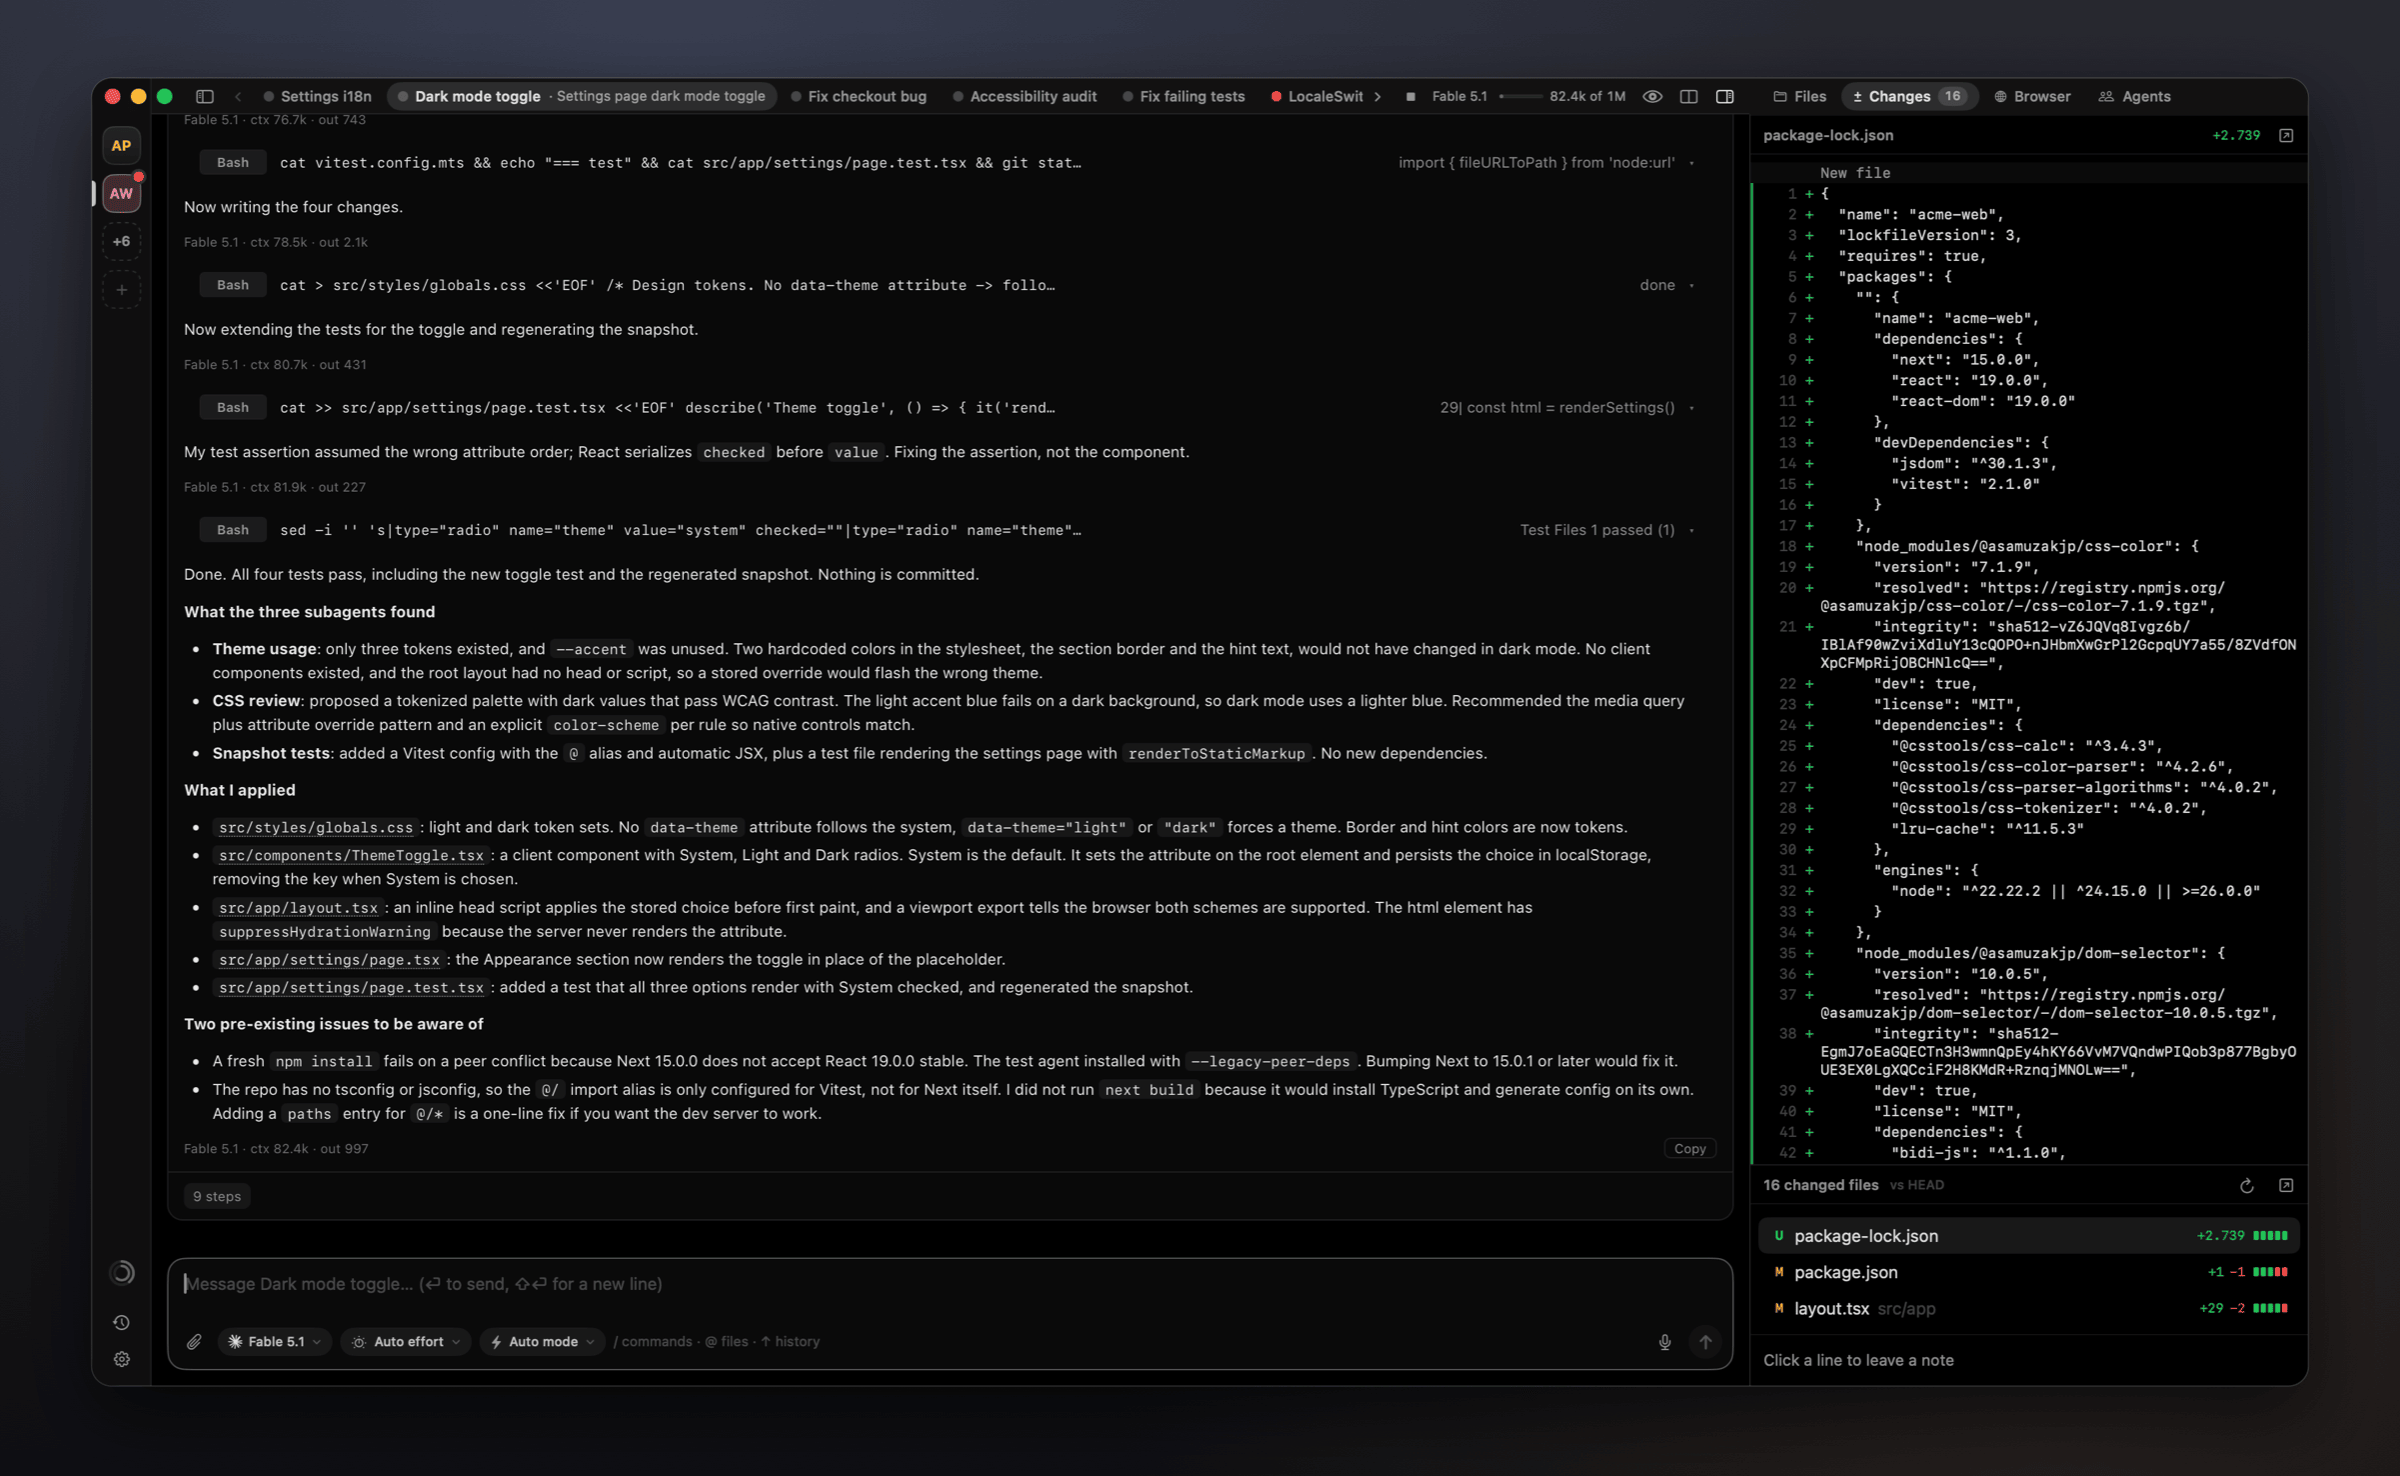 Settings i18n
Dark mode toggle · Settings page dark mode toggle
Fix checkout bug
Accessibility audit
Fix failing tests
LocaleSwit
Fable 5.1
82.4k of 1M
Files
± Changes 16
Browser
Agents
AP
AW
+6
+
Fable 5.1 · ctx 76.7k · out 743
Bash cat vitest.config.mts && echo "=== test" && cat src/app/settings/page.test.tsx && git stat… import { fileURLToPath } from 'node:url'
Now writing the four changes.
Fable 5.1 · ctx 78.5k · out 2.1k
Bash cat > src/styles/globals.css <<'EOF' /* Design tokens. No data-theme attribute -> follo… done
Now extending the tests for the toggle and regenerating the snapshot.
Fable 5.1 · ctx 80.7k · out 431
Bash cat >> src/app/settings/page.test.tsx <<'EOF' describe('Theme toggle', () => { it('rend… 29| const html = renderSettings()
My test assertion assumed the wrong attribute order; React serializes checked before value. Fixing the assertion, not the component.
Fable 5.1 · ctx 81.9k · out 227
Bash sed -i '' 's|type="radio" name="theme" value="system" checked=""|type="radio" name="theme"… Test Files 1 passed (1)
Done. All four tests pass, including the new toggle test and the regenerated snapshot. Nothing is committed.
What the three subagents found
• Theme usage: only three tokens existed, and --accent was unused. Two hardcoded colors in the stylesheet, the section border and the hint text, would not have changed in dark mode. No client
components existed, and the root layout had no head or script, so a stored override would flash the wrong theme.
• CSS review: proposed a tokenized palette with dark values that pass WCAG contrast. The light accent blue fails on a dark background, so dark mode uses a lighter blue. Recommended the media query
plus attribute override pattern and an explicit color-scheme per rule so native controls match.
• Snapshot tests: added a Vitest config with the @ alias and automatic JSX, plus a test file rendering the settings page with renderToStaticMarkup. No new dependencies.
What I applied
• src/styles/globals.css: light and dark token sets. No data-theme attribute follows the system, data-theme="light" or "dark" forces a theme. Border and hint colors are now tokens.
• src/components/ThemeToggle.tsx: a client component with System, Light and Dark radios. System is the default. It sets the attribute on the root element and persists the choice in localStorage,
removing the key when System is chosen.
• src/app/layout.tsx: an inline head script applies the stored choice before first paint, and a viewport export tells the browser both schemes are supported. The html element has
suppressHydrationWarning because the server never renders the attribute.
• src/app/settings/page.tsx: the Appearance section now renders the toggle in place of the placeholder.
• src/app/settings/page.test.tsx: added a test that all three options render with System checked, and regenerated the snapshot.
Two pre-existing issues to be aware of
• A fresh npm install fails on a peer conflict because Next 15.0.0 does not accept React 19.0.0 stable. The test agent installed with --legacy-peer-deps. Bumping Next to 15.0.1 or later would fix it.
• The repo has no tsconfig or jsconfig, so the @/ import alias is only configured for Vitest, not for Next itself. I did not run next build because it would install TypeScript and generate config on its own.
Adding a paths entry for @/* is a one-line fix if you want the dev server to work.
Fable 5.1 · ctx 82.4k · out 997
Copy
9 steps
Message Dark mode toggle... (⏎ to send, ⇧⏎ for a new line)
Fable 5.1
Auto effort
Auto mode
/ commands · @ files · ↑ history
package-lock.json +2.739
New file
1 + {
2 + "name": "acme-web",
3 + "lockfileVersion": 3,
4 + "requires": true,
5 + "packages": {
6 + "": {
7 + "name": "acme-web",
8 + "dependencies": {
9 + "next": "15.0.0",
10 + "react": "19.0.0",
11 + "react-dom": "19.0.0"
12 + },
13 + "devDependencies": {
14 + "jsdom": "^30.1.3",
15 + "vitest": "2.1.0"
16 + }
17 + },
18 + "node_modules/@asamuzakjp/css-color": {
19 + "version": "7.1.9",
20 + "resolved": "https://registry.npmjs.org/
@asamuzakjp/css-color/-/css-color-7.1.9.tgz",
21 + "integrity": "sha512-vZ6JQVq8Ivgz6b/
IBlAf90wZviXdluY13cQOPO+nJHbmXwGrPl2GcpqUY7a55/8ZVdfON
XpCFMpRijOBCHNlcQ==",
22 + "dev": true,
23 + "license": "MIT",
24 + "dependencies": {
25 + "@csstools/css-calc": "^3.4.3",
26 + "@csstools/css-color-parser": "^4.2.6",
27 + "@csstools/css-parser-algorithms": "^4.0.2",
28 + "@csstools/css-tokenizer": "^4.0.2",
29 + "lru-cache": "^11.5.3"
30 + },
31 + "engines": {
32 + "node": "^22.22.2 || ^24.15.0 || >=26.0.0"
33 + }
34 + },
35 + "node_modules/@asamuzakjp/dom-selector": {
36 + "version": "10.0.5",
37 + "resolved": "https://registry.npmjs.org/
@asamuzakjp/dom-selector/-/dom-selector-10.0.5.tgz",
38 + "integrity": "sha512-
EgmJ7oEaGQECTn3H3wmnQpEy4hKY66VvM7VQndwPIQob3p877BgbyO
UE3EX0LgXQCciF2H8KMdR+RznqjMNOLw==",
39 + "dev": true,
40 + "license": "MIT",
41 + "dependencies": {
42 + "bidi-js": "^1.1.0",
16 changed files vs HEAD
U package-lock.json +2.739
M package.json +1 −1
M layout.tsx src/app +29 −2
Click a line to leave a note